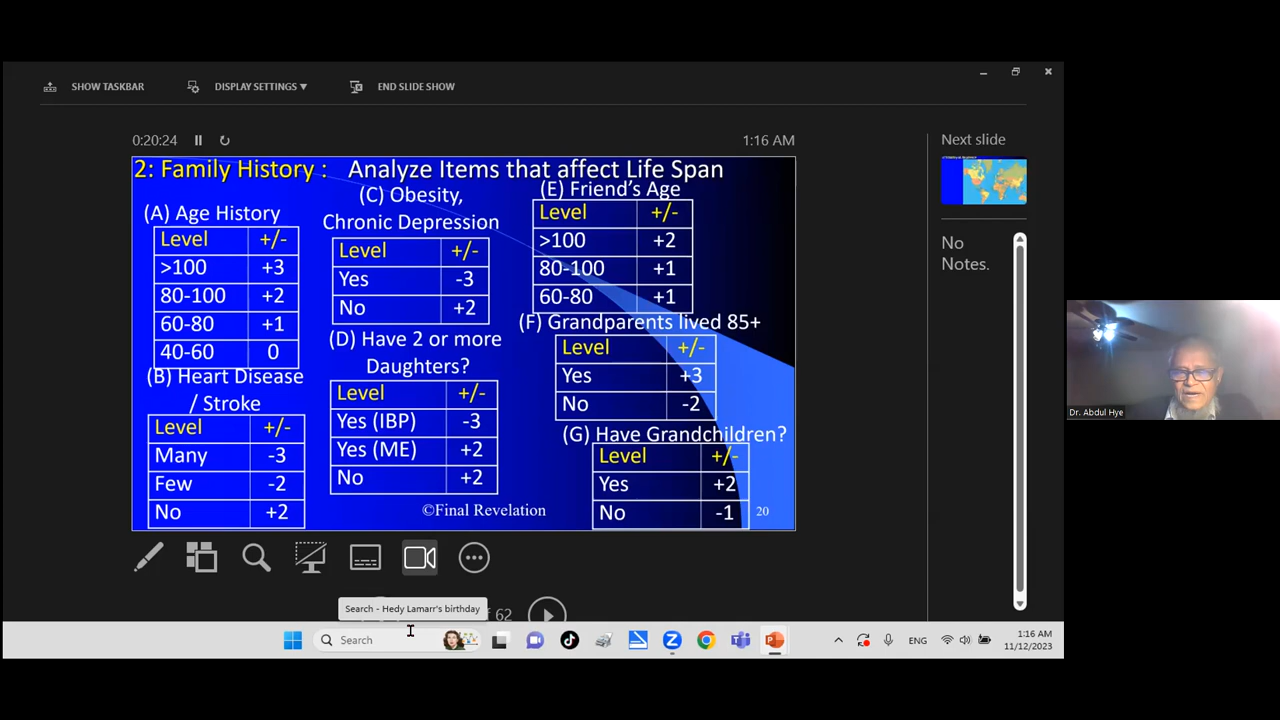 SHOW TASKBAR
DISPLAY SETTINGS ▼
END SLIDE SHOW
0:20:24
1:16 AM
2: Family History : Analyze Items that affect Life Span
(A) Age History
Level +/-
>100 +3
80-100 +2
60-80 +1
40-60 0
(B) Heart Disease
/ Stroke
Level +/-
Many -3
Few -2
No +2
(C) Obesity,
Chronic Depression
Level +/-
Yes -3
No +2
(D) Have 2 or more
Daughters?
Level +/-
Yes (IBP) -3
Yes (ME) +2
No +2
(E) Friend's Age
Level +/-
>100 +2
80-100 +1
60-80 +1
(F) Grandparents lived 85+
Level +/-
Yes +3
No -2
(G) Have Grandchildren?
Level +/-
Yes +2
No -1
©Final Revelation
20
Next slide
No
Notes.
Dr. Abdul Hye
Search - Hedy Lamarr's birthday
62
Search
ENG
1:16 AM
11/12/2023